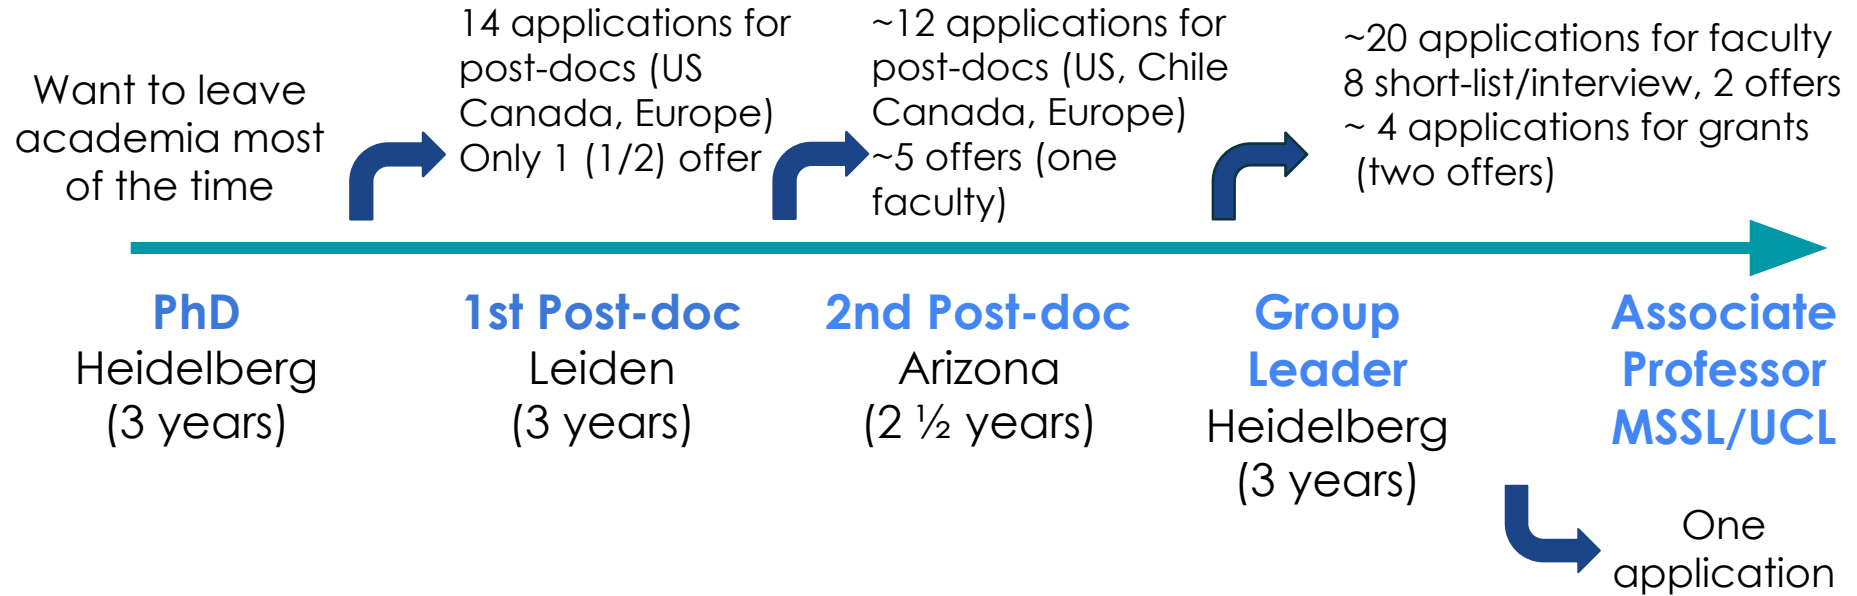 Want to leave
academia most
of the time
14 applications for
post-docs (US
Canada, Europe)
Only 1 (1/2) offer
~12 applications for
post-docs (US, Chile
Canada, Europe)
~5 offers (one
faculty)
~20 applications for faculty
8 short-list/interview, 2 offers
~ 4 applications for grants
(two offers)
PhD
Heidelberg
(3 years)
1st Post-doc
Leiden
(3 years)
2nd Post-doc
Arizona
(2 ½ years)
Group
Leader
Heidelberg
(3 years)
Associate
Professor
MSSL/UCL
One
application